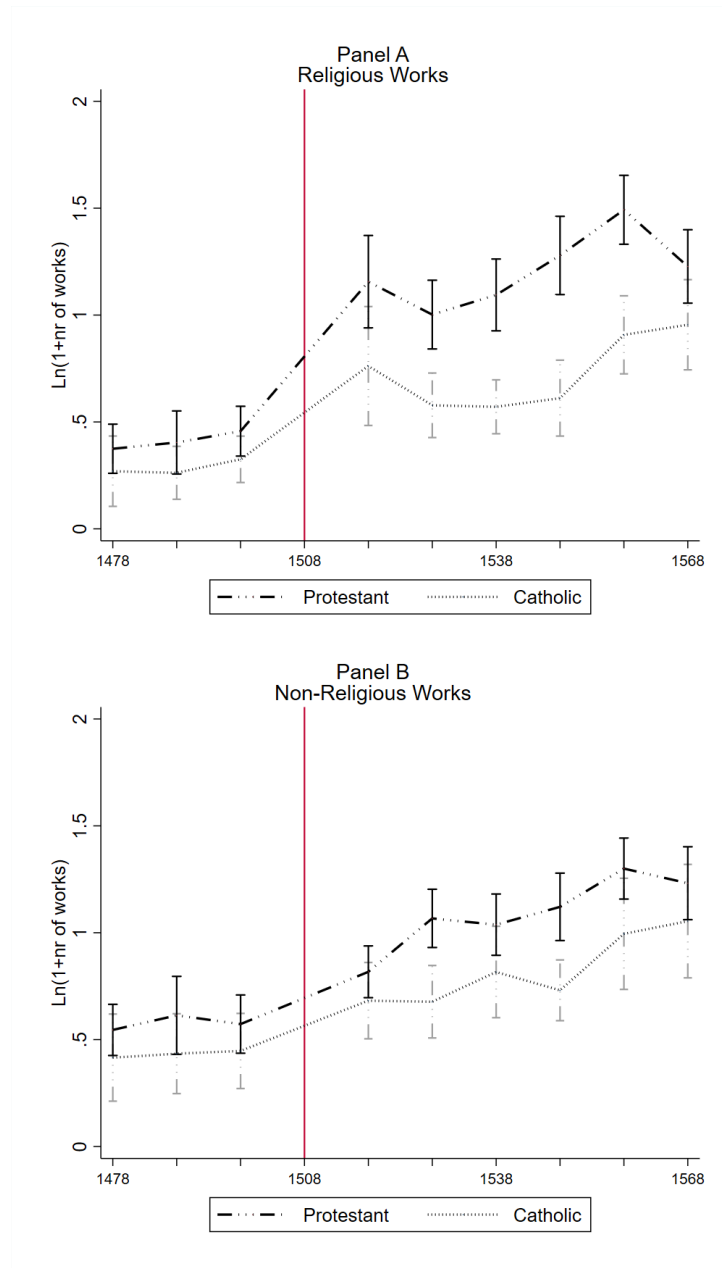 Panel A
Religious Works
Ln(1+nr of works)
2
1.5
1
.5
0
1478
1508
1538
1568
Protestant
Catholic
Panel B
Non-Religious Works
Ln(1+nr of works)
2
1.5
1
.5
0
1478
1508
1538
1568
Protestant
Catholic